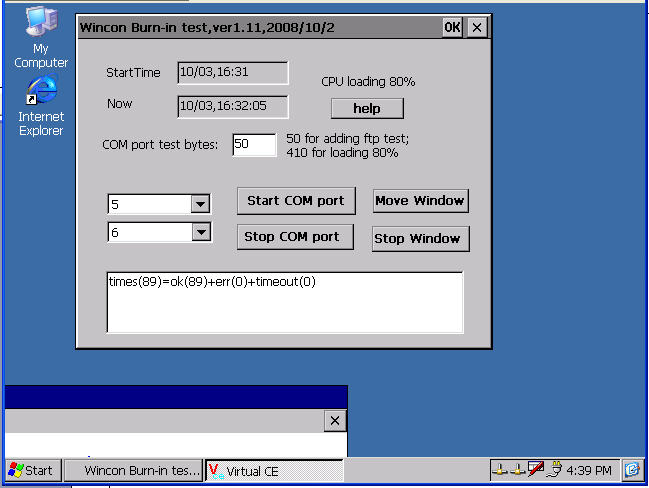 My
Computer
Internet
Explorer
Wincon Burn-in test,ver1.11,2008/10/2
OK
StartTime
10/03,16:31
CPU loading 80%
Now
10/03,16:32:05
help
COM port test bytes:
50
50 for adding ftp test;
410 for loading 80%
5
Start COM port
Move Window
6
Stop COM port
Stop Window
times(89)=ok(89)+err(0)+timeout(0)
Start
Wincon Burn-in tes...
Virtual CE
4:39 PM